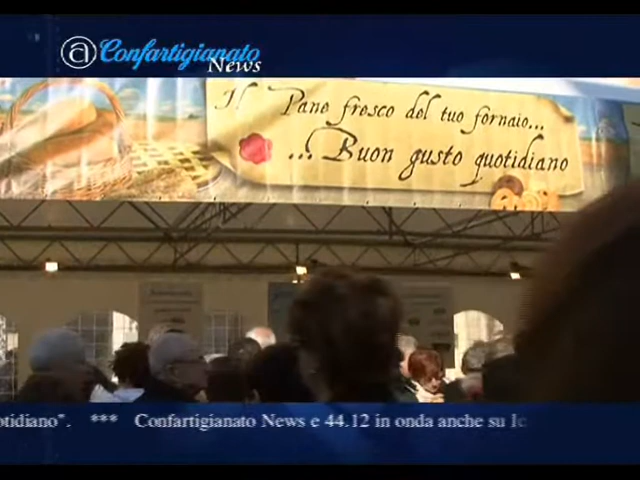 @ Confartigianato
News
Il Pane fresco del tuo fornaio...
...Buon gusto quotidiano
otidiano". *** Confartigianato News e 44.12 in onda anche su Ic